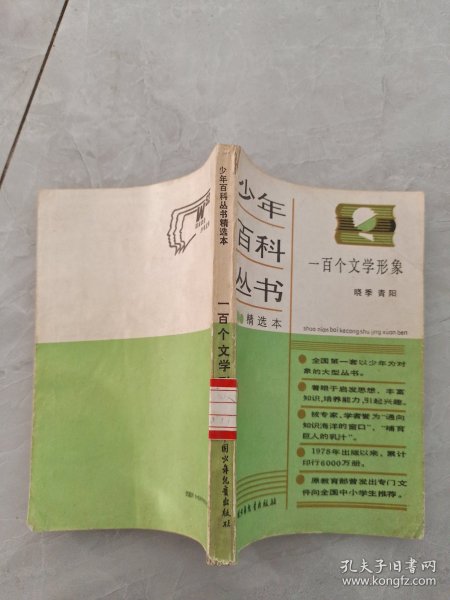 少年百科丛书精选本
一百个文学形
少年
百科
丛书
精选本
一百个文学形象
晓季 青阳
shao nian bai ke cong shu jing xuan ben
全国第一套以少年为对
象的大型丛书。
着眼于启发思想、丰富
知识，培养能力，引起兴趣。
被专家、学者誉为“通向
知识海洋的窗口”、“哺育
巨人的乳汁”。
1978年出版以来，累计
印行6000万册。
原教育部曾发出专门文
件向全国中小学生推荐。
孔夫子旧书网
www.kongfz.com